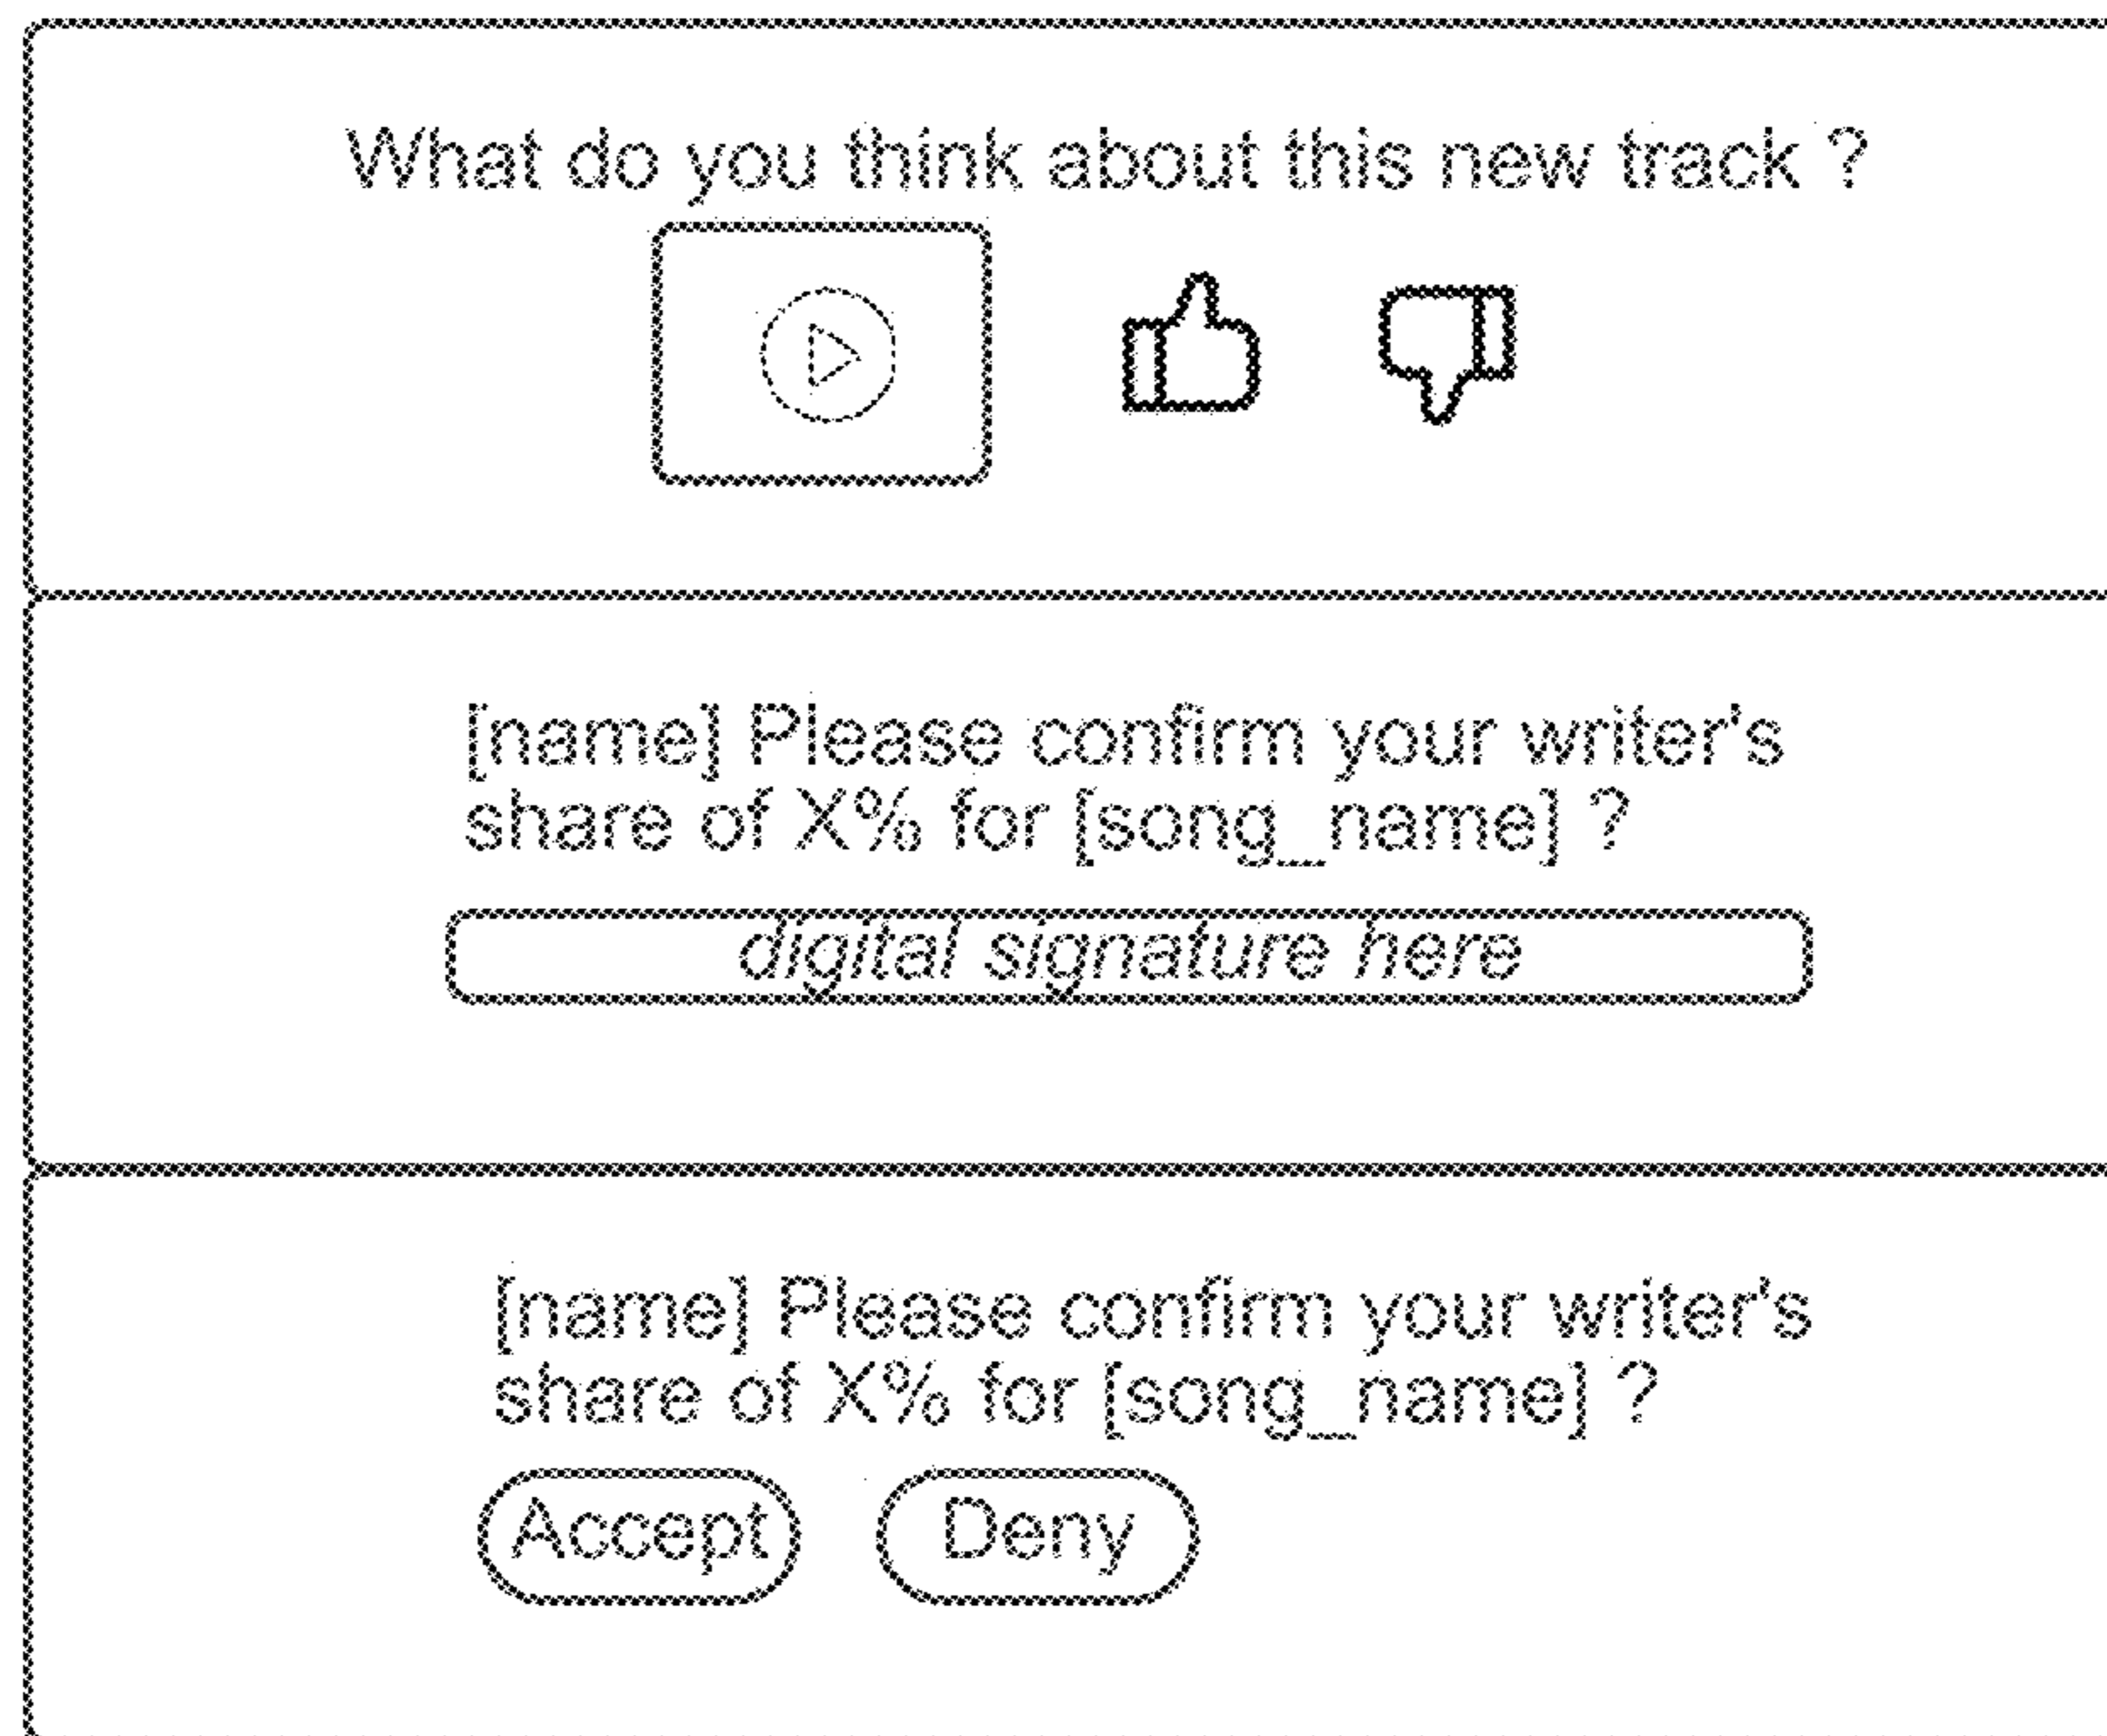 What do you think about this new track ?
[name] Please confirm your writer's
share of X% for [song_name] ?
digital signature here
[name] Please confirm your writer's
share of X% for [song_name] ?
Accept Deny